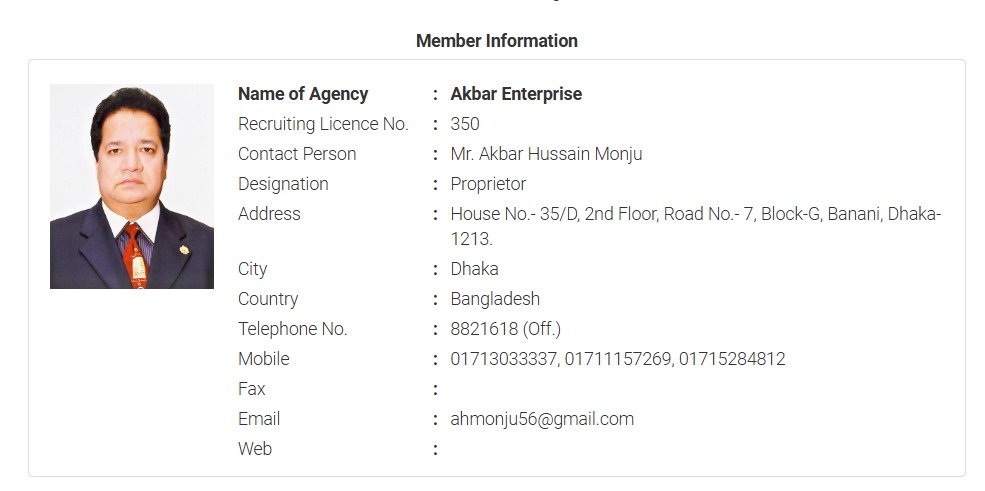 Member Information
Name of Agency : Akbar Enterprise
Recruiting Licence No. : 350
Contact Person : Mr. Akbar Hussain Monju
Designation : Proprietor
Address : House No.- 35/D, 2nd Floor, Road No.- 7, Block-G, Banani, Dhaka-
1213.
City : Dhaka
Country : Bangladesh
Telephone No. : 8821618 (Off.)
Mobile : 01713033337, 01711157269, 01715284812
Fax :
Email : ahmonju56@gmail.com
Web :